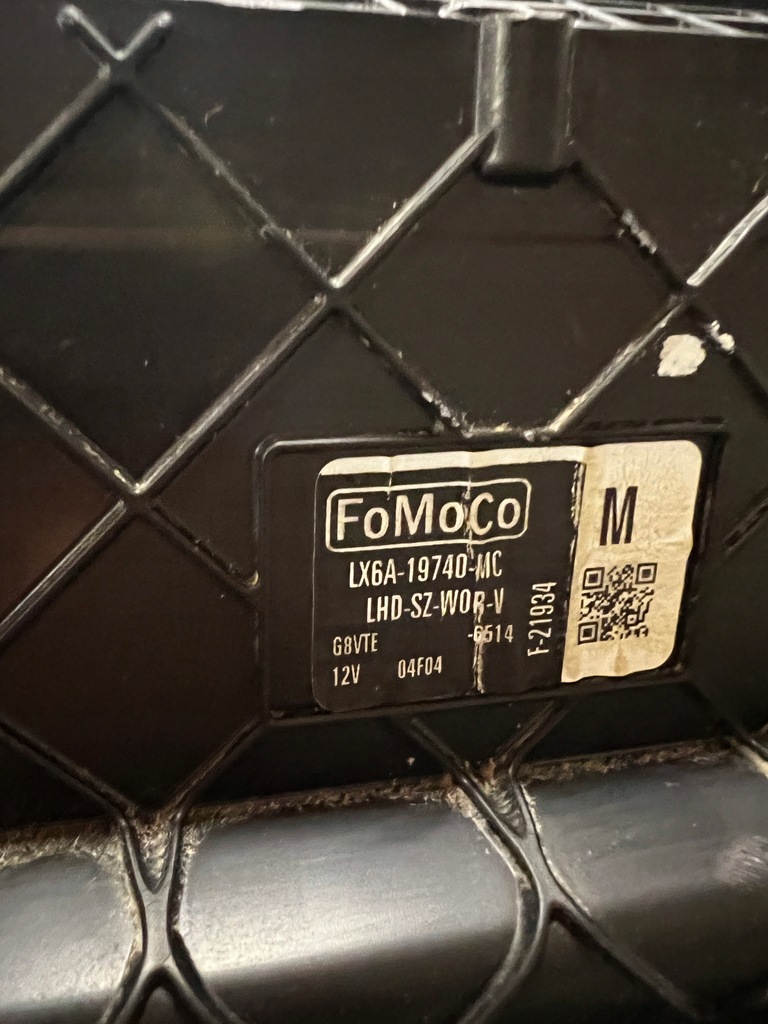 FoMoCo
LX6A-19740-MC
LHD-SZ-WOR-V
G8VTE -6514
12V 04F04
F-21934
M